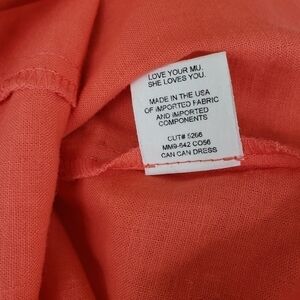 LOVE YOUR MU.
SHE LOVES YOU.
MADE IN THE USA
OF IMPORTED FABRIC
AND IMPORTED
COMPONENTS
CUT# 5266
MM9-642 CO56
CAN CAN DRESS